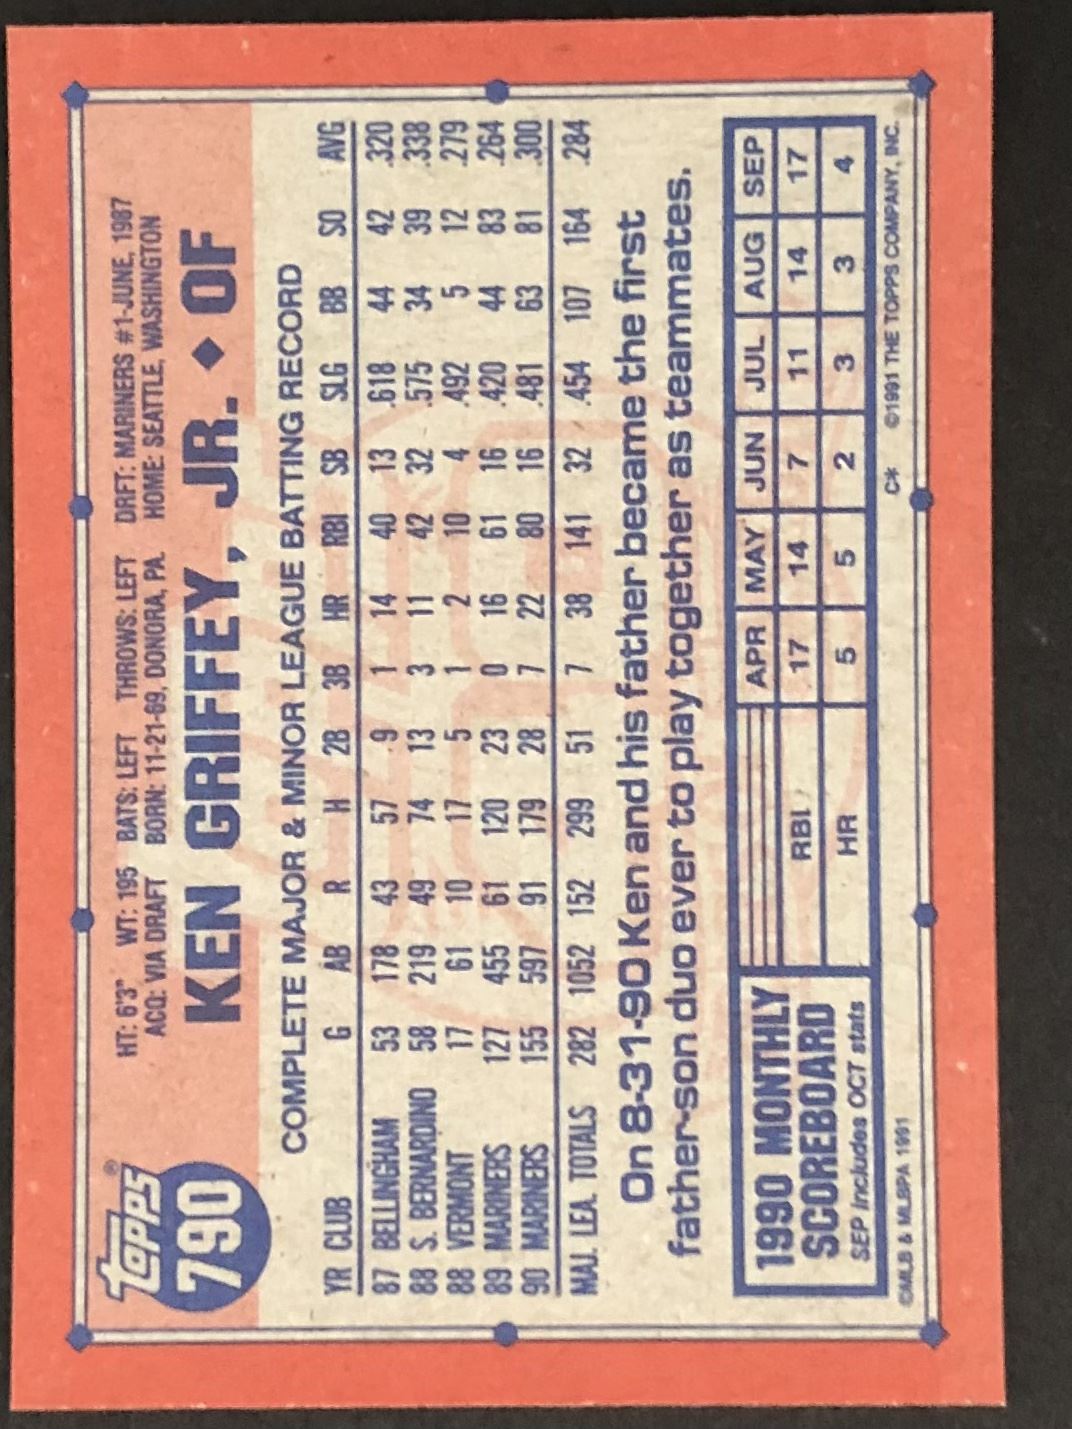 Topps®
790
HT: 6'3" WT: 195 BATS: LEFT THROWS: LEFT DRFT: MARINERS #1-JUNE, 1987
ACQ: VIA DRAFT BORN: 11-21-69, DONORA, PA. HOME: SEATTLE, WASHINGTON
KEN GRIFFEY, JR. ◆ OF
COMPLETE MAJOR & MINOR LEAGUE BATTING RECORD
YR CLUB G AB R H 2B 3B HR RBI SB SLG BB SO AVG
87 BELLINGHAM 53 178 43 57 9 1 14 40 13 .618 44 42 .320
88 S. BERNARDINO 58 219 49 74 13 3 11 42 32 .575 34 39 .338
88 VERMONT 17 61 10 17 5 1 2 10 4 .492 5 12 .279
89 MARINERS 127 455 61 120 23 0 16 61 16 .420 44 83 .264
90 MARINERS 155 597 91 179 28 7 22 80 16 .481 63 81 .300
MAJ. LEA. TOTALS 282 1052 152 299 51 7 38 141 32 .454 107 164 .284
On 8-31-90 Ken and his father became the first
father-son duo ever to play together as teammates.
1990 MONTHLY
SCOREBOARD
SEP Includes OCT stats
APR MAY JUN JUL AUG SEP
RBI 17 14 7 11 14 17
HR 5 5 2 3 3 4
©MLB & MLBPA 1991 C* ©1991 THE TOPPS COMPANY, INC.